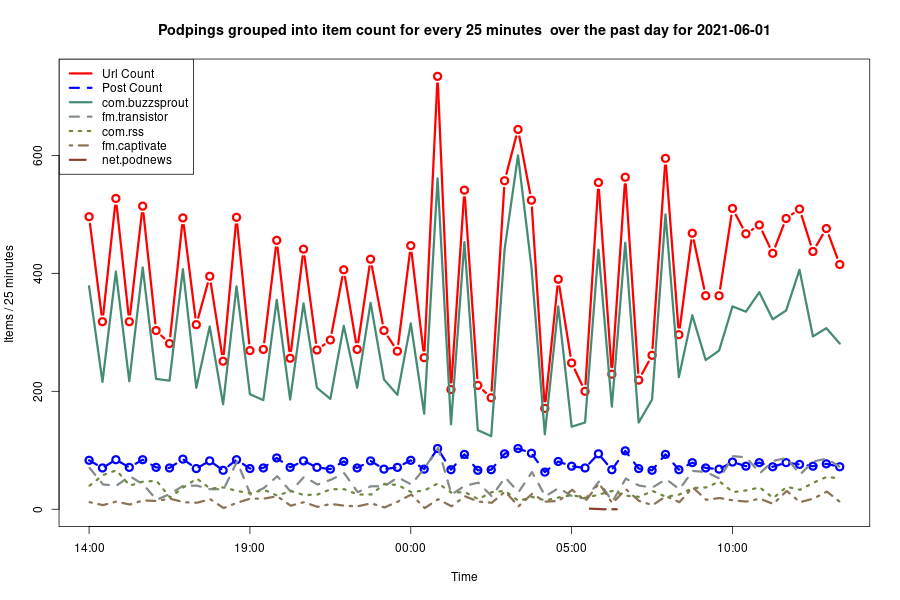 Podpings grouped into item count for every 25 minutes  over the past day for 2021-06-01
Url Count
Post Count
com.buzzsprout
fm.transistor
com.rss
fm.captivate
net.podnews
Items / 25 minutes
600
400
200
0
14:00 19:00 00:00 05:00 10:00
Time